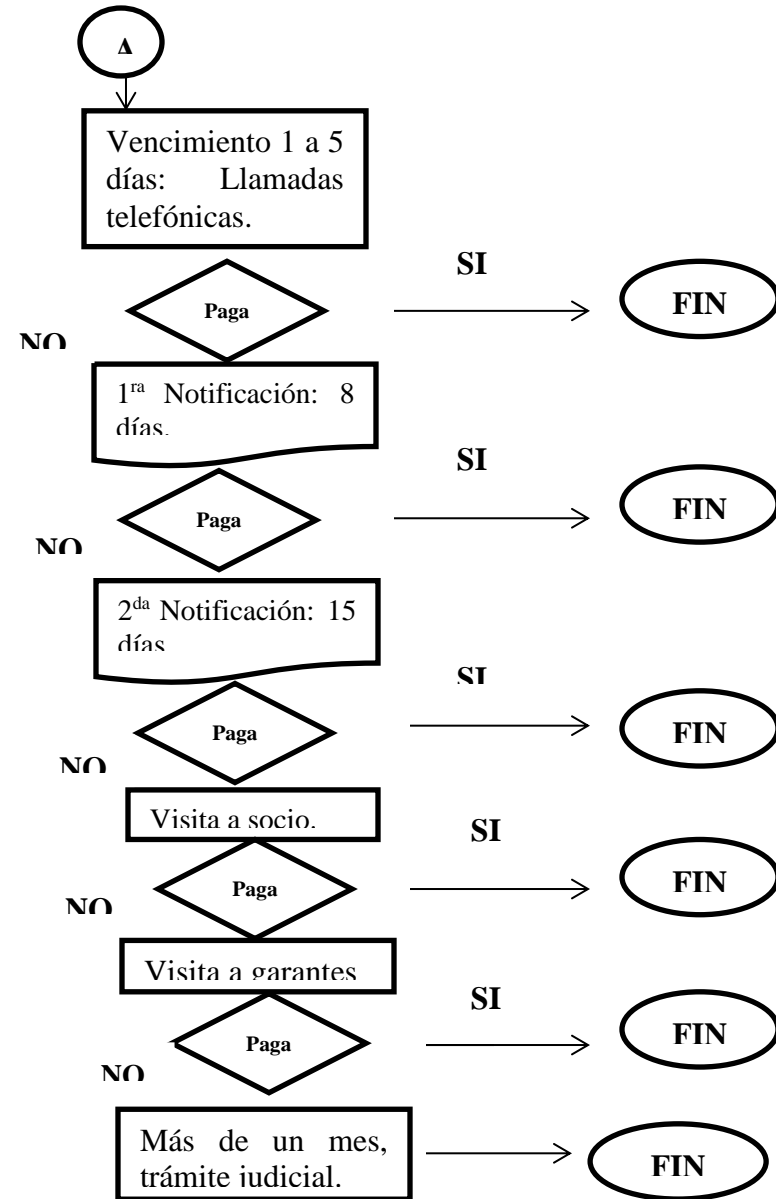 A
Vencimiento 1 a 5
días: Llamadas
telefónicas.
SI
Paga
FIN
NO
1ra Notificación: 8
días.
SI
Paga
FIN
NO
2da Notificación: 15
días
SI
Paga
FIN
NO
Visita a socio.
SI
Paga
FIN
NO
Visita a garantes
SI
Paga
FIN
NO
Más de un mes,
trámite judicial.
FIN